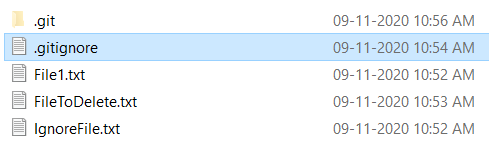 .git 09-11-2020 10:56 AM
.gitignore 09-11-2020 10:54 AM
File1.txt 09-11-2020 10:52 AM
FileToDelete.txt 09-11-2020 10:53 AM
IgnoreFile.txt 09-11-2020 10:52 AM